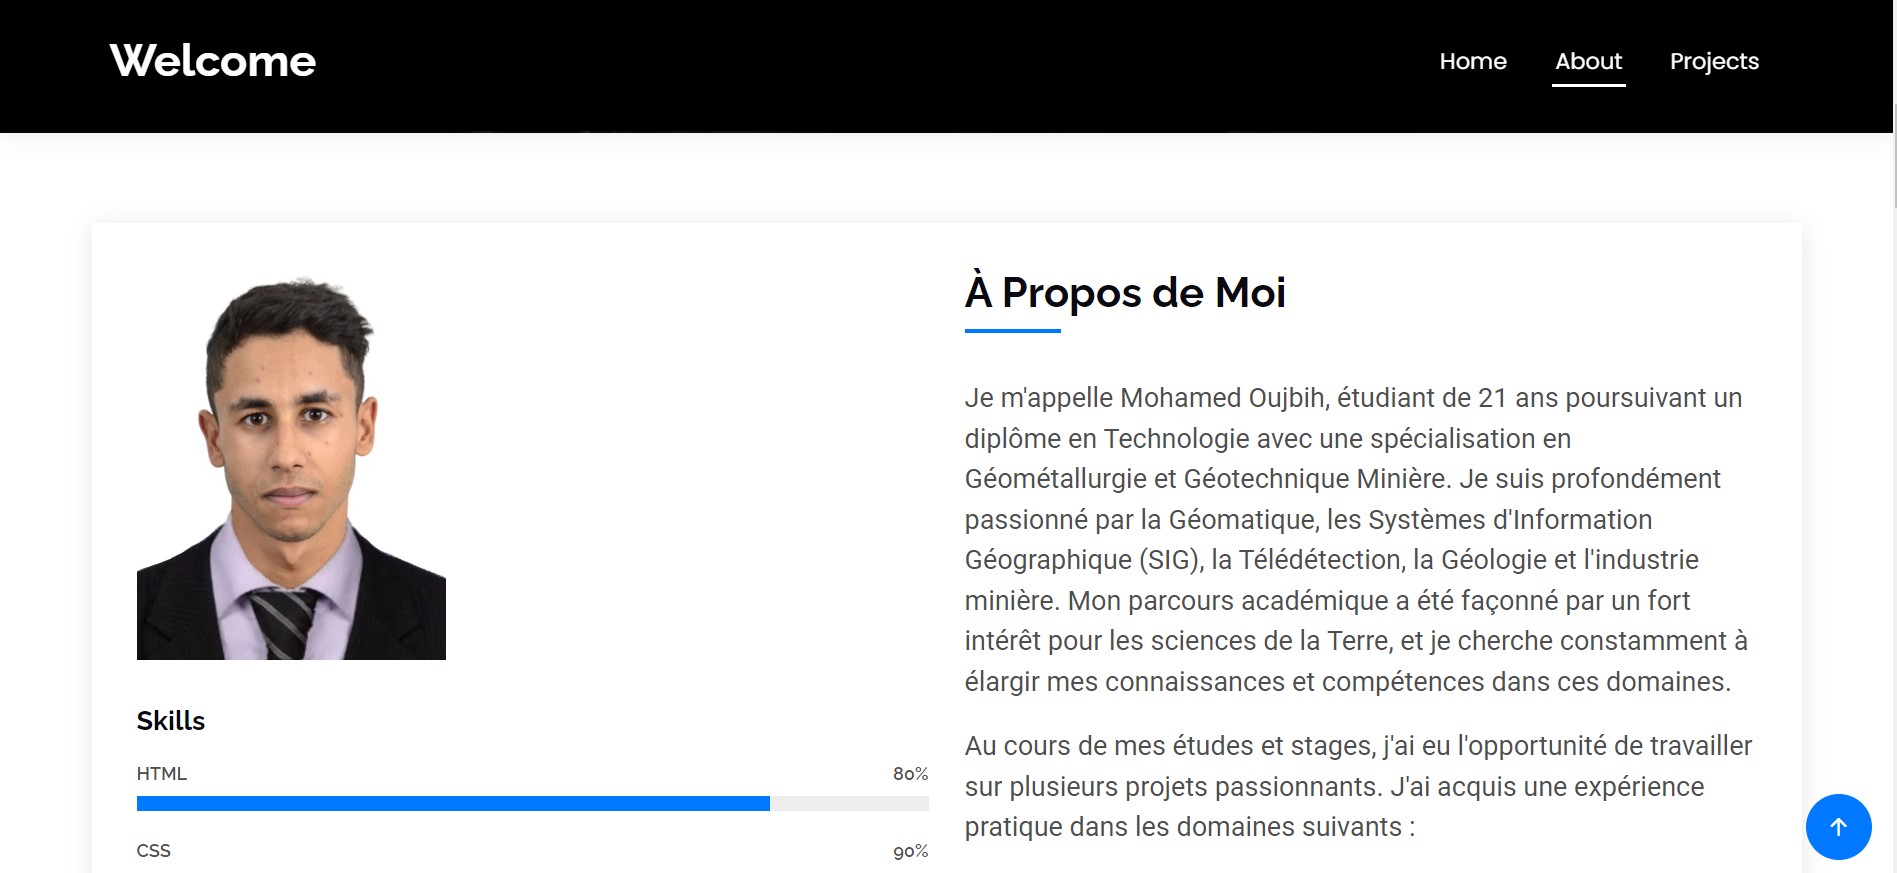 Welcome
Home
About
Projects
À Propos de Moi
Je m'appelle Mohamed Oujbih, étudiant de 21 ans poursuivant un
diplôme en Technologie avec une spécialisation en
Géométallurgie et Géotechnique Minière. Je suis profondément
passionné par la Géomatique, les Systèmes d'Information
Géographique (SIG), la Télédétection, la Géologie et l'industrie
minière. Mon parcours académique a été façonné par un fort
intérêt pour les sciences de la Terre, et je cherche constamment à
élargir mes connaissances et compétences dans ces domaines.
Au cours de mes études et stages, j'ai eu l'opportunité de travailler
sur plusieurs projets passionnants. J'ai acquis une expérience
pratique dans les domaines suivants :
Skills
HTML 80%
CSS 90%